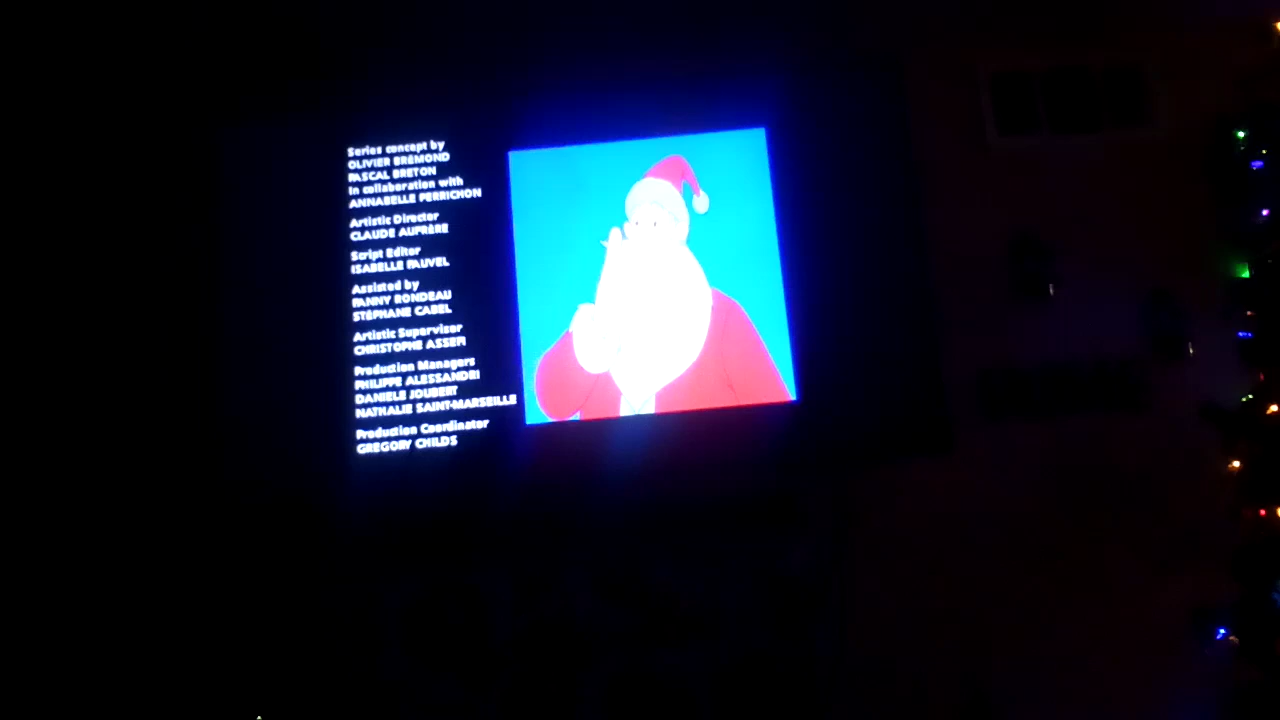 Series concept by
OLIVIER BREMOND
PASCAL BRETON
In collaboration with
ANNABELLE PERRICHON
Artistic Director
CLAUDE AUFRERE
Script Editor
ISABELLE FAUVEL
Assisted by
FANNY RONDEAU
STEPHANE CABEL
Artistic Supervisor
CHRISTOPHE ASSEFI
Production Managers
PHILIPPE ALESSANDRI
DANIELE JOUBERT
NATHALIE SAINT-MARSEILLE
Production Coordinator
GREGORY CHILDS